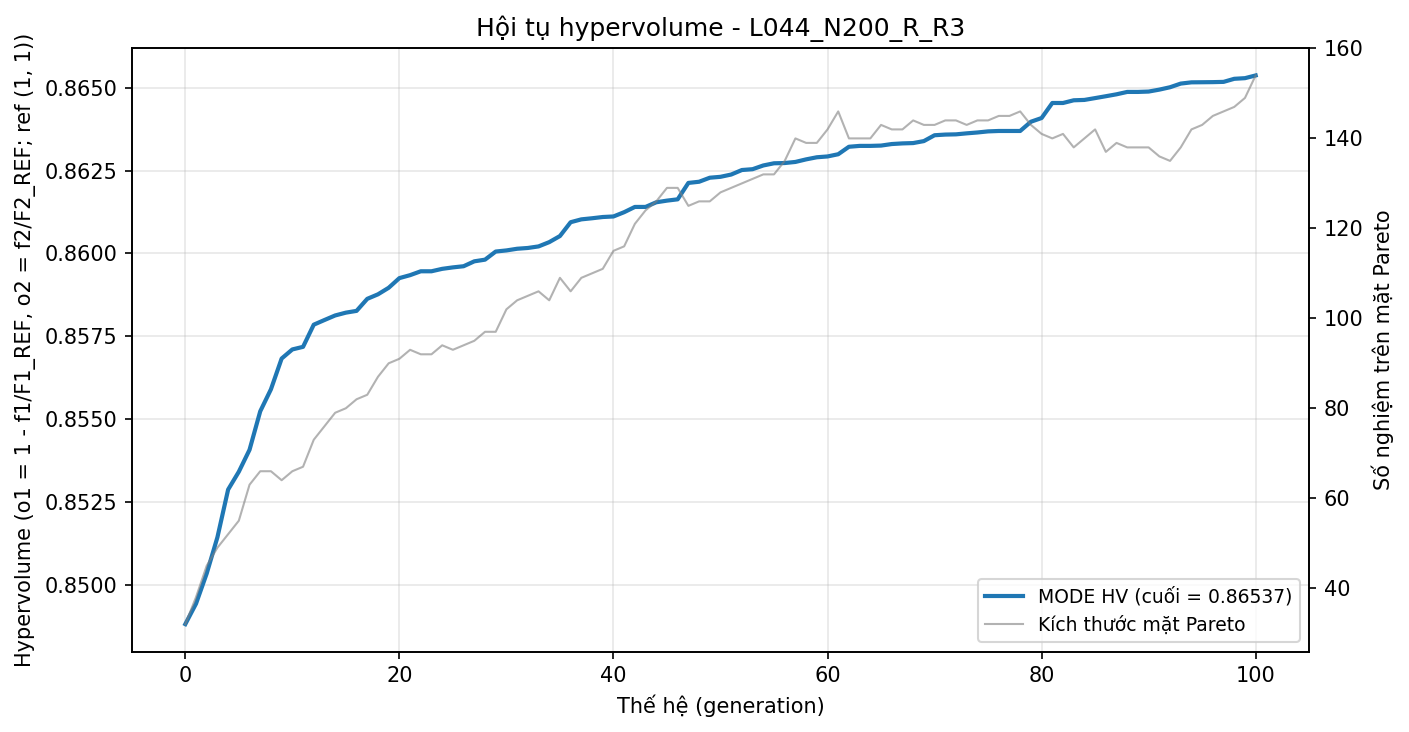 Hội tụ hypervolume - L044_N200_R_R3
Hypervolume (o1 = 1 - f1/F1_REF, o2 = f2/F2_REF; ref (1, 1))
0.8650
0.8625
0.8600
0.8575
0.8550
0.8525
0.8500
160
140
120
100
80
60
40
Số nghiệm trên mặt Pareto
MODE HV (cuối = 0.86537)
Kích thước mặt Pareto
0 20 40 60 80 100
Thế hệ (generation)